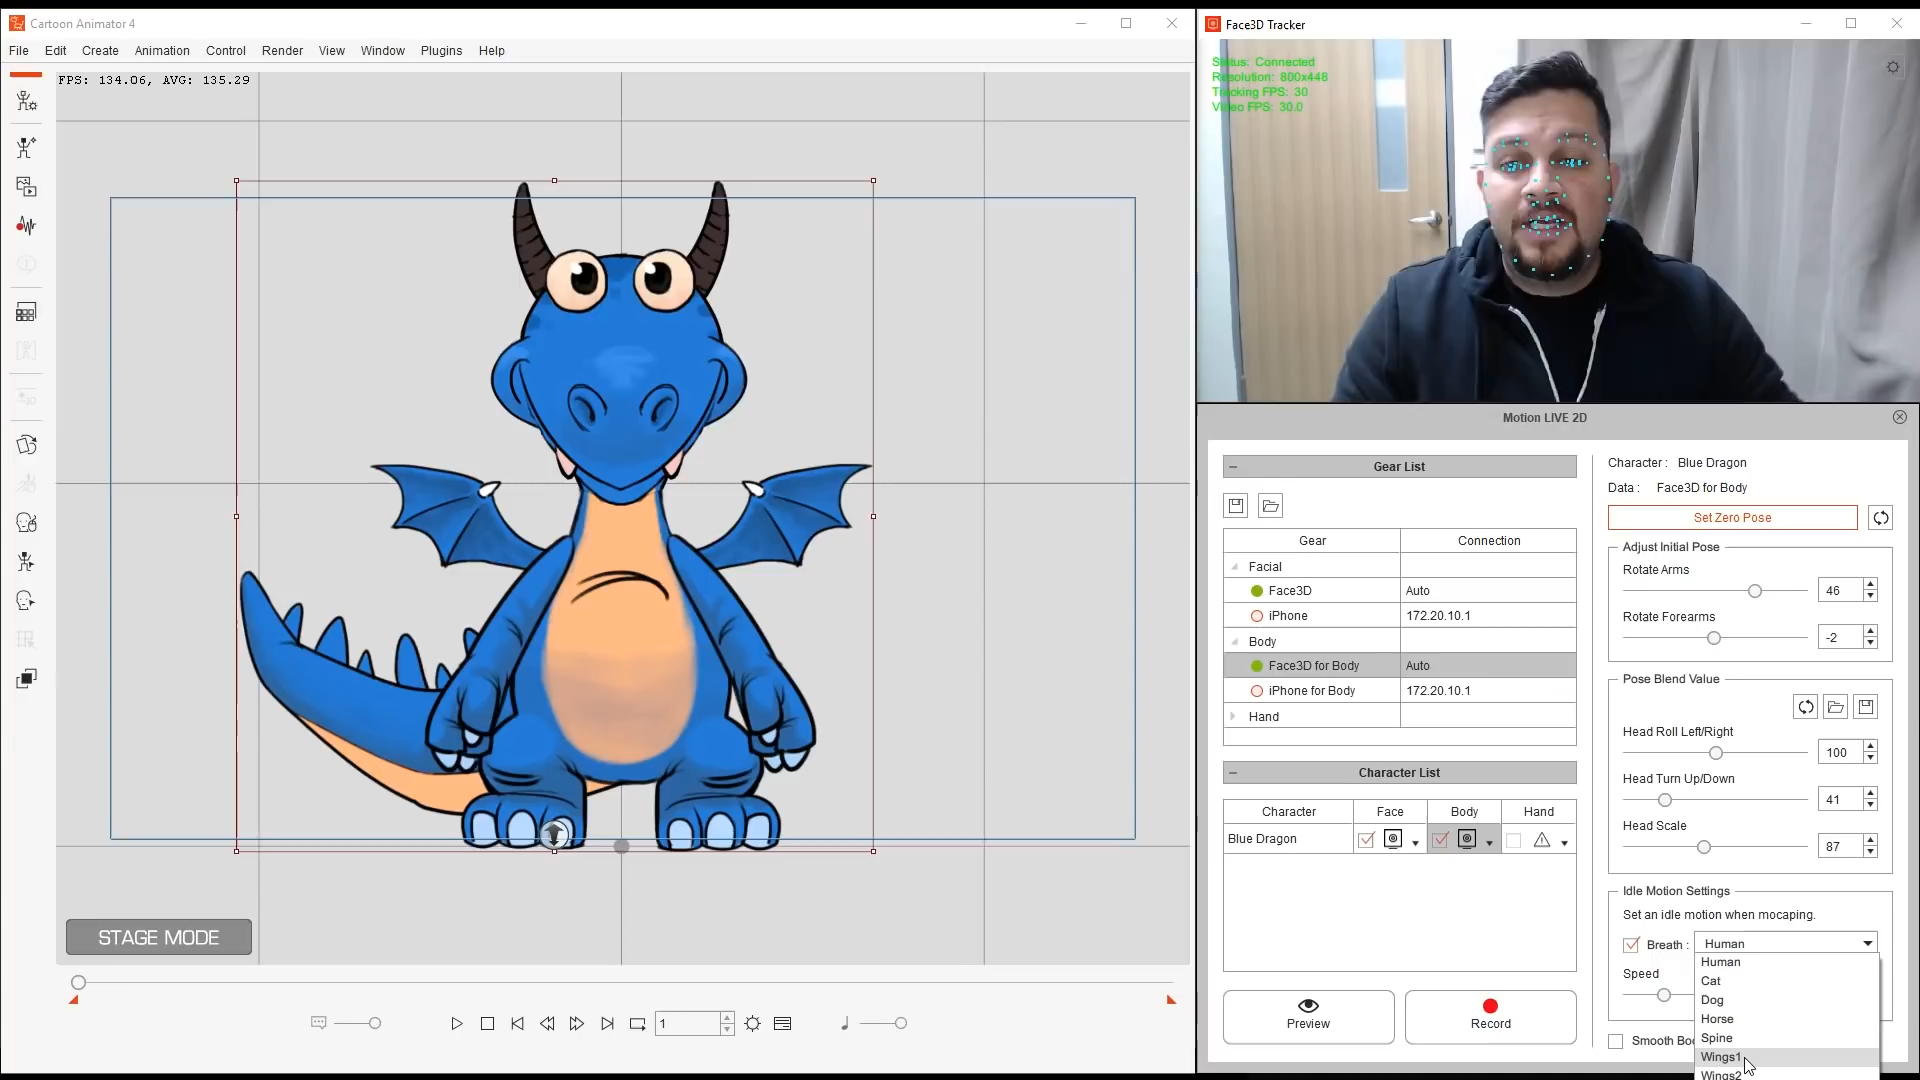 Cartoon Animator 4
File Edit Create Animation Control Render View Window Plugins Help
FPS: 134.06, AVG: 135.29
STAGE MODE
1
Face3D Tracker
Status: Connected
Resolution: 800x448
Tracking FPS: 30
Video FPS: 30.0
Motion LIVE 2D
Gear List
Gear Connection
Facial
Face3D Auto
iPhone 172.20.10.1
Body
Face3D for Body Auto
iPhone for Body 172.20.10.1
Hand
Character List
Character Face Body Hand
Blue Dragon
Preview
Record
Character : Blue Dragon
Data : Face3D for Body
Set Zero Pose
Adjust Initial Pose
Rotate Arms
46
Rotate Forearms
-2
Pose Blend Value
Head Roll Left/Right
100
Head Turn Up/Down
41
Head Scale
87
Idle Motion Settings
Set an idle motion when mocaping.
Breath : Human
Speed
Human
Cat
Dog
Horse
Spine
Wings1
Wings2
Smooth Bo